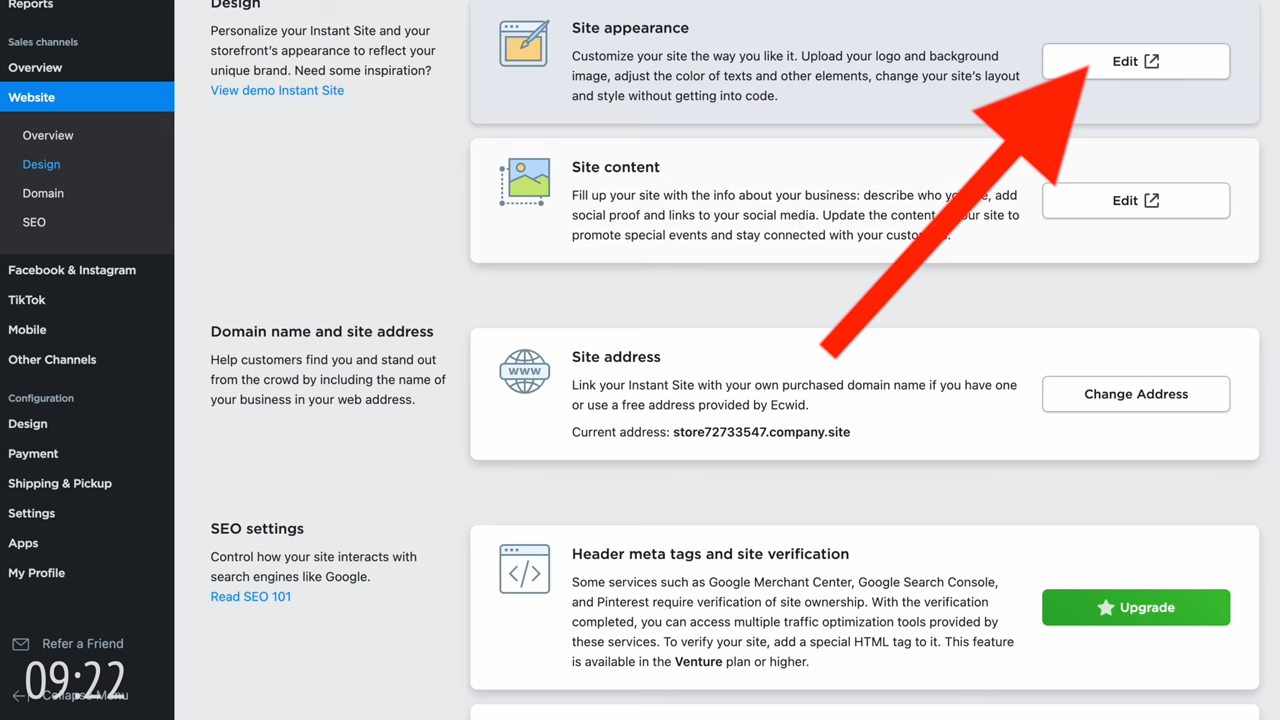 Reports
Sales channels
Overview
Website
Overview
Design
Domain
SEO
Facebook & Instagram
TikTok
Mobile
Other Channels
Configuration
Design
Payment
Shipping & Pickup
Settings
Apps
My Profile
Refer a Friend
Collapse Menu
09:22
Design
Personalize your Instant Site and your
storefront's appearance to reflect your
unique brand. Need some inspiration?
View demo Instant Site
Site appearance
Customize your site the way you like it. Upload your logo and background
image, adjust the color of texts and other elements, change your site's layout
and style without getting into code.
Edit
Site content
Fill up your site with the info about your business: describe who , add
social proof and links to your social media. Update the content site to
promote special events and stay connected with your
Edit
Domain name and site address
Help customers find you and stand out
from the crowd by including the name of
your business in your web address.
Site address
Link your Instant Site with your own purchased domain name if you have one
or use a free address provided by Ecwid.
Current address: store72733547.company.site
Change Address
SEO settings
Control how your site interacts with
search engines like Google.
Read SEO 101
WWW
Header meta tags and site verification
Some services such as Google Merchant Center, Google Search Console,
and Pinterest require verification of site ownership. With the verification
completed, you can access multiple traffic optimization tools provided by
these services. To verify your site, add a special HTML tag to it. This feature
is available in the Venture plan or higher.
Upgrade